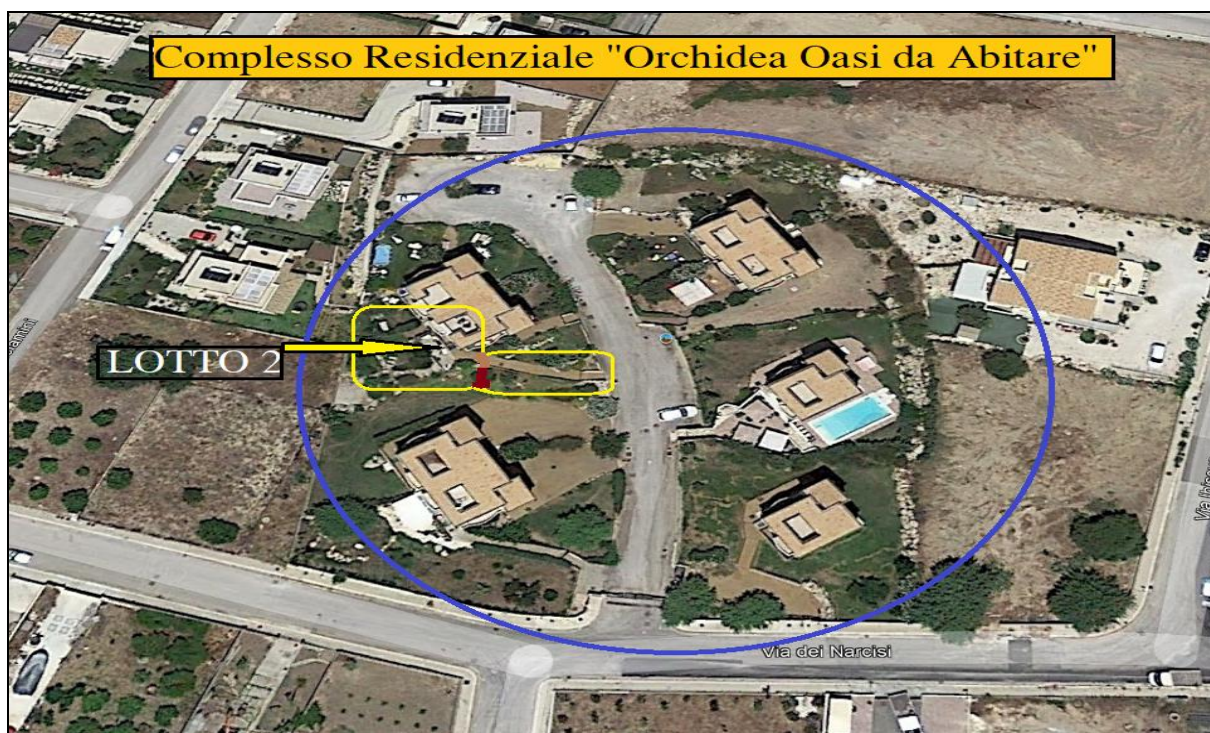 Complesso Residenziale "Orchidea Oasi da Abitare"
LOTTO 2
Via dei Narcisi